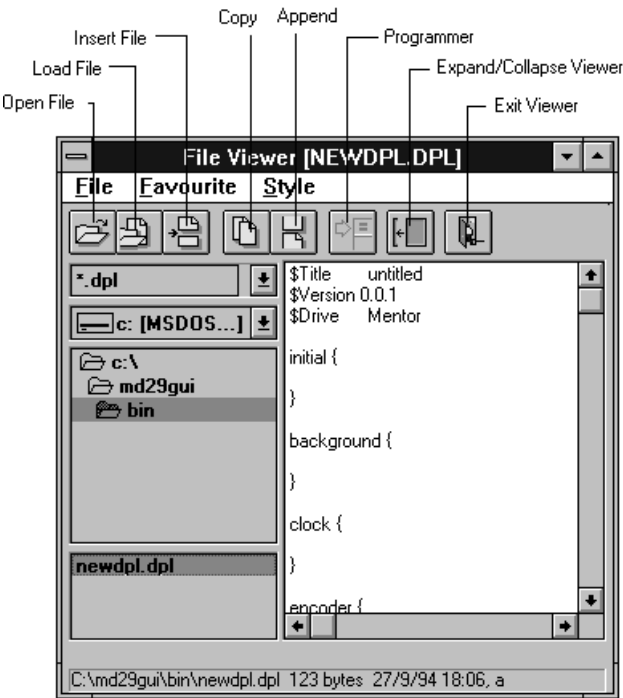 Copy Append
Insert File Programmer
Load File Expand/Collapse Viewer
Open File Exit Viewer
File Viewer [NEWDPL.DPL]
File Favourite Style
*.dpl
c: [MSDOS...]
c:\
md29gui
bin
newdpl.dpl
$Title untitled
$Version 0.0.1
$Drive Mentor
initial {
}
background {
}
clock {
}
encoder {
C:\md29gui\bin\newdpl.dpl 123 bytes 27/9/94 18:06, a